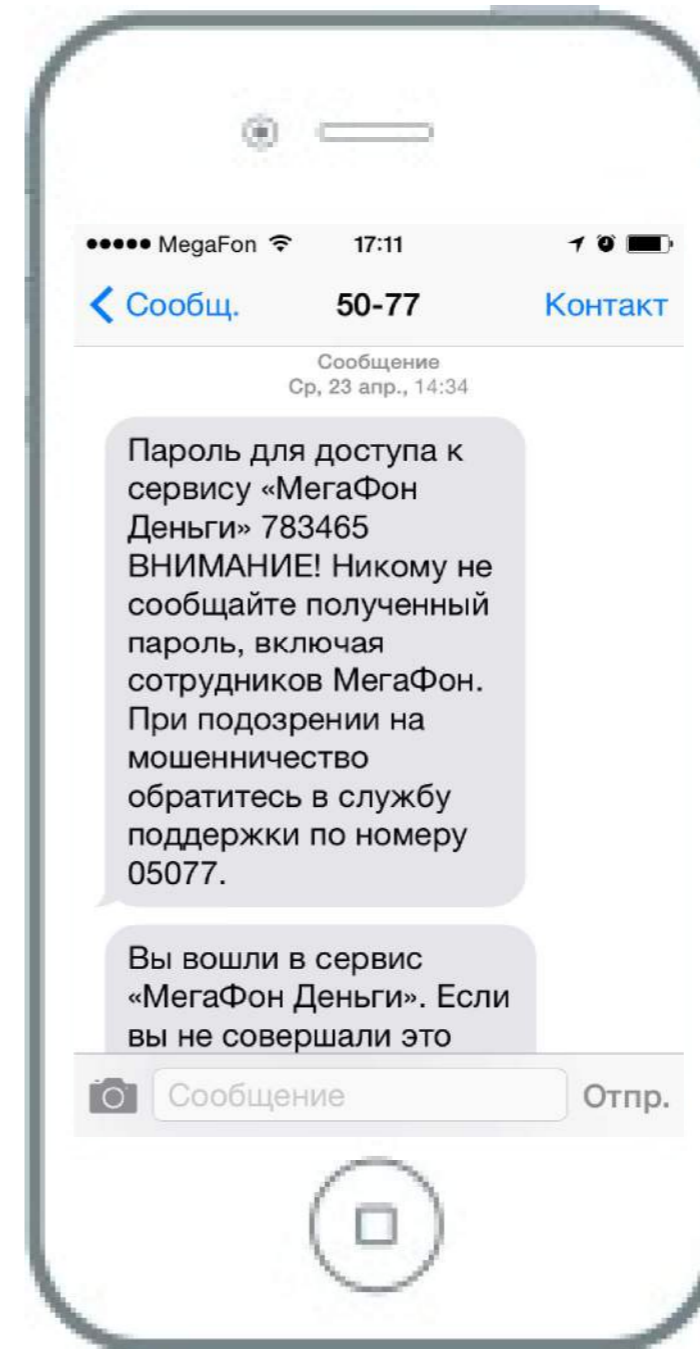 MegaFon 17:11
Сообщ. 50-77 Контакт
Сообщение
Ср, 23 апр., 14:34
Пароль для доступа к
сервису «МегаФон
Деньги» 783465
ВНИМАНИЕ! Никому не
сообщайте полученный
пароль, включая
сотрудников МегаФон.
При подозрении на
мошенничество
обратитесь в службу
поддержки по номеру
05077.
Вы вошли в сервис
«МегаФон Деньги». Если
вы не совершали это
Сообщение Отпр.